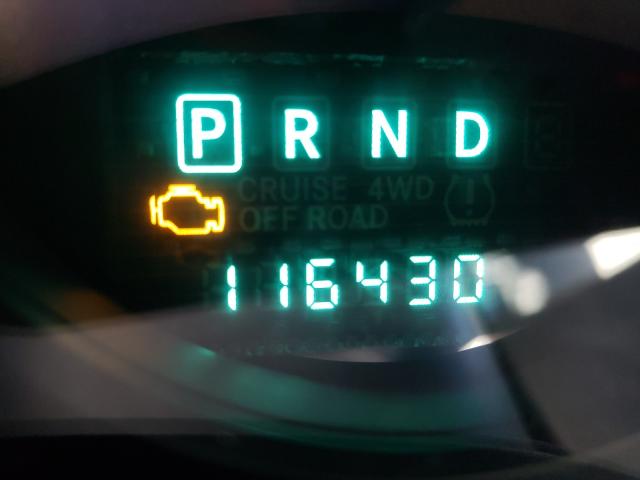 P R N D
CRUISE 4WD
OFF ROAD
116430